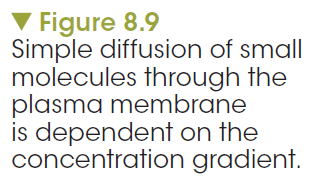 ▼ Figure 8.9
Simple diffusion of small
molecules through the
plasma membrane
is dependent on the
concentration gradient.